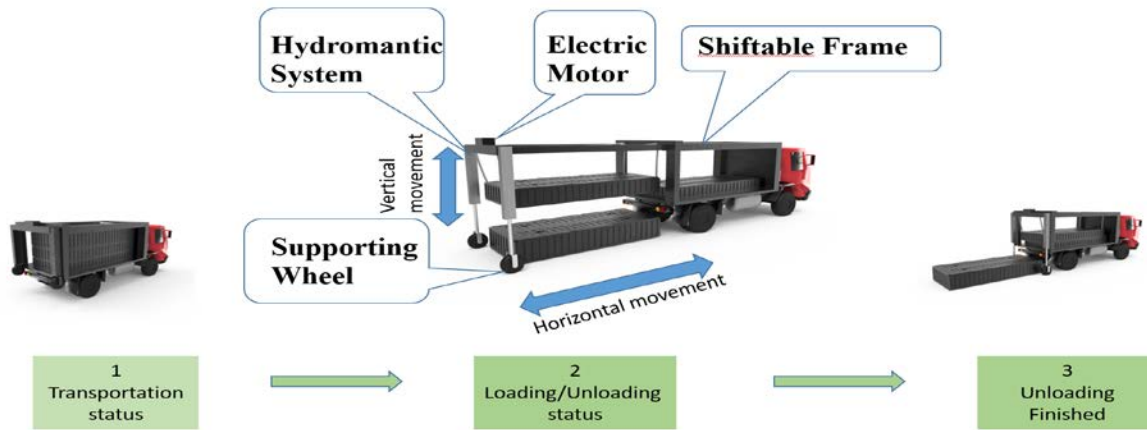 Hydromantic
System
Electric
Motor
Shiftable Frame
Vertical
movement
Supporting
Wheel
Horizontal movement
1
Transportation
status
2
Loading/Unloading
status
3
Unloading
Finished